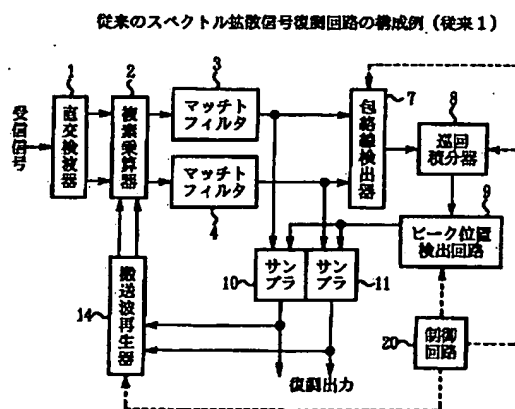 従来のスペクトル拡散信号復調回路の構成例（従来１）
受信信号
1
直交検波器
2
複素乗算器
3
マッチトフィルタ
マッチトフィルタ
4
包絡線検出器
7
8
巡回積分器
9
ピーク位置検出回路
10
サンプラ
サンプラ
11
14
搬送波再生器
20
制御回路
復調出力